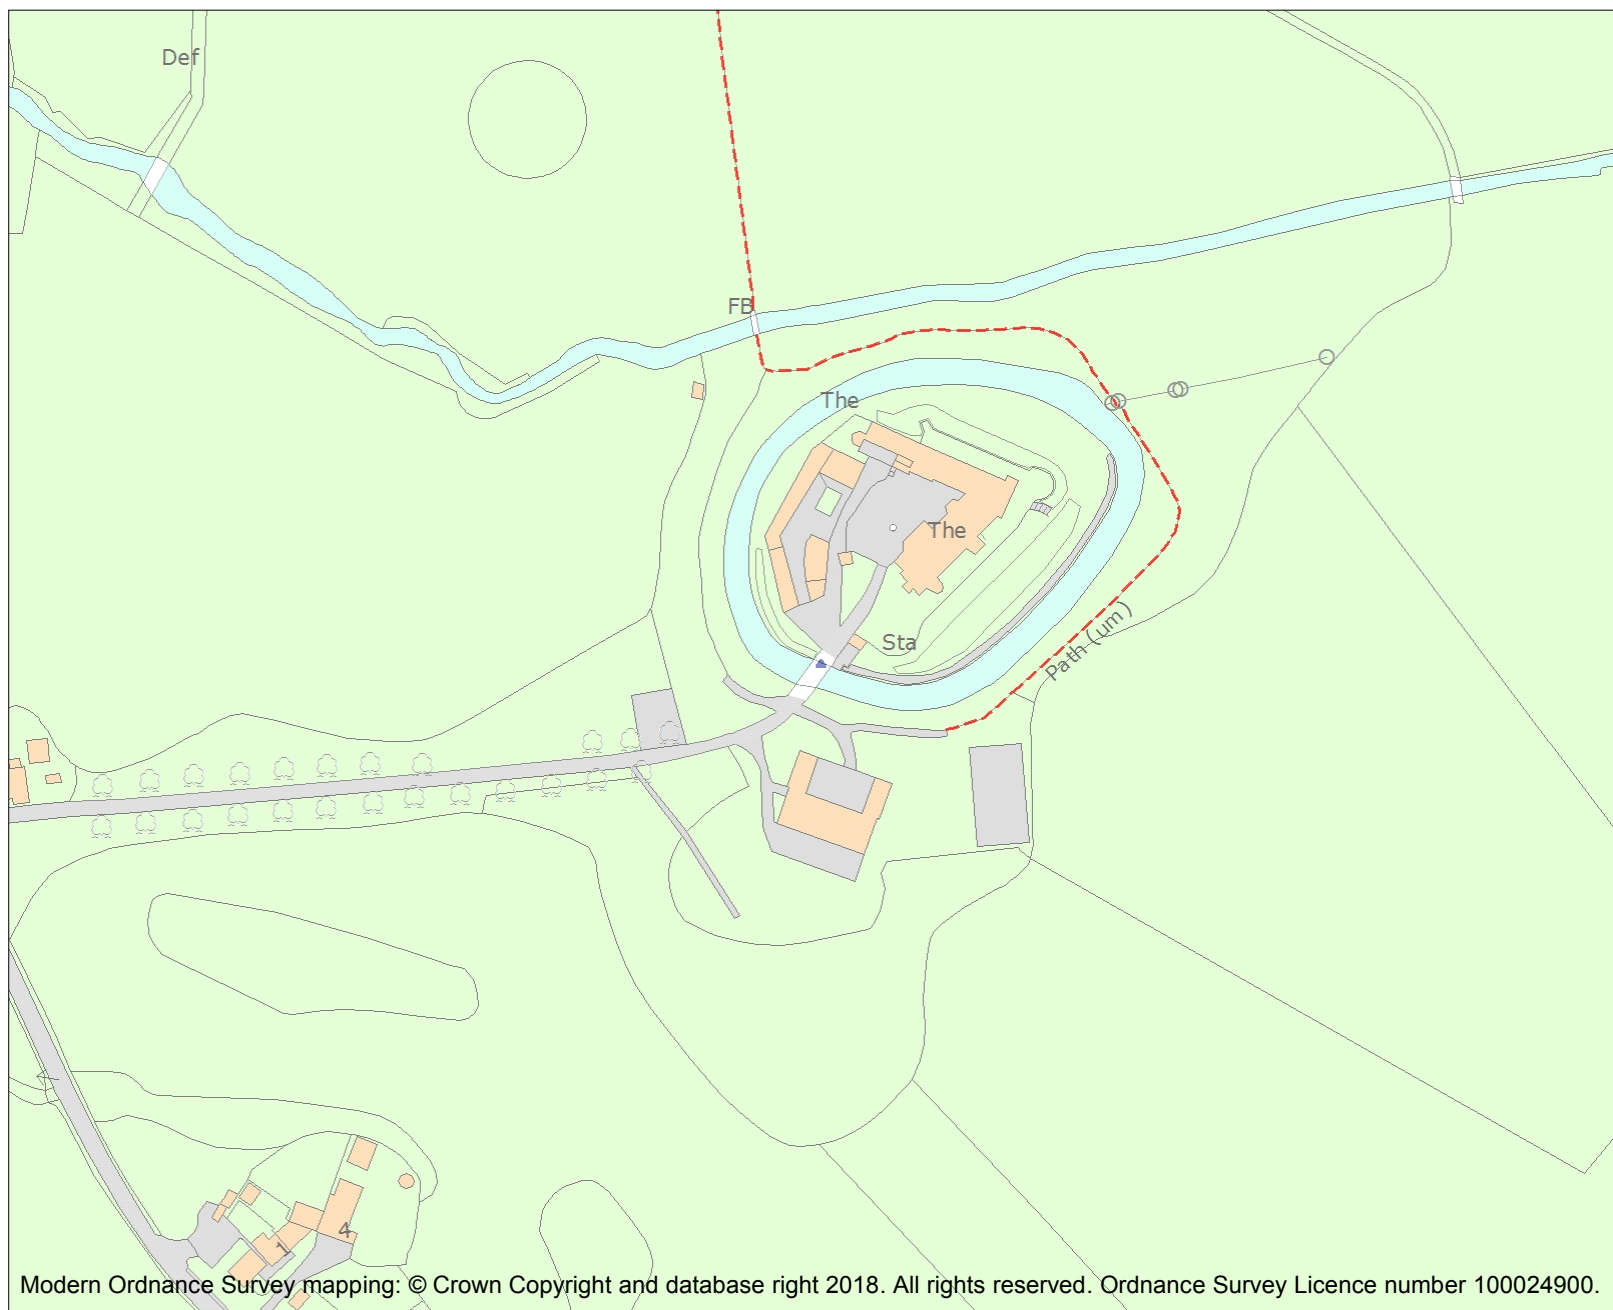 Def
FB
The
The
Sta
Path (um)
4
1
Modern Ordnance Survey mapping: © Crown Copyright and database right 2018. All rights reserved. Ordnance Survey Licence number 100024900.